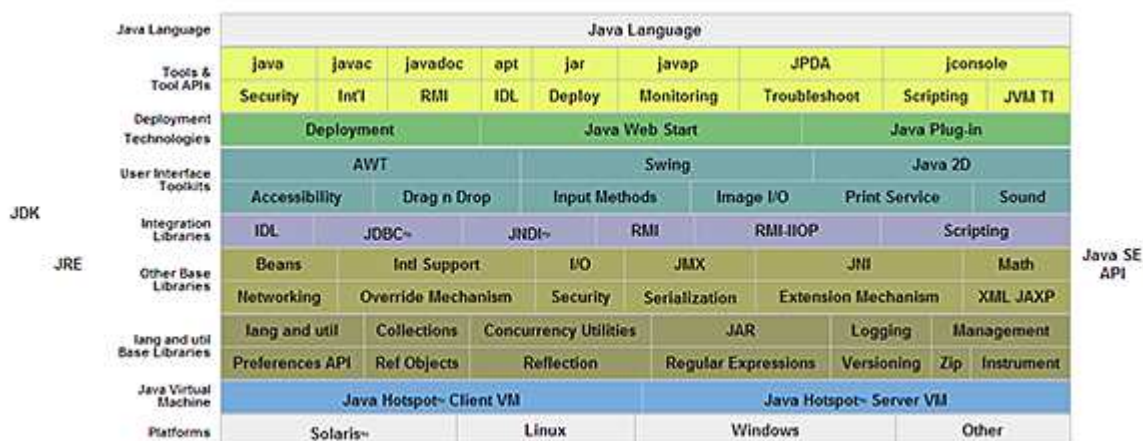 Java Language Java Language
Tools & Tool APIs
java javac javadoc apt jar javap JPDA jconsole
Security Int'l RMI IDL Deploy Monitoring Troubleshoot Scripting JVM TI
Deployment Technologies
Deployment Java Web Start Java Plug-in
User Interface Toolkits
AWT Swing Java 2D
Accessibility Drag n Drop Input Methods Image I/O Print Service Sound
JDK
Integration Libraries
IDL JDBC™ JNDI™ RMI RMI-IIOP Scripting
JRE
Other Base Libraries
Beans Intl Support I/O JMX JNI Math
Java SE API
Networking Override Mechanism Security Serialization Extension Mechanism XML JAXP
lang and util Base Libraries
lang and util Collections Concurrency Utilities JAR Logging Management
Preferences API Ref Objects Reflection Regular Expressions Versioning Zip Instrument
Java Virtual Machine
Java Hotspot™ Client VM Java Hotspot™ Server VM
Platforms Solaris™ Linux Windows Other